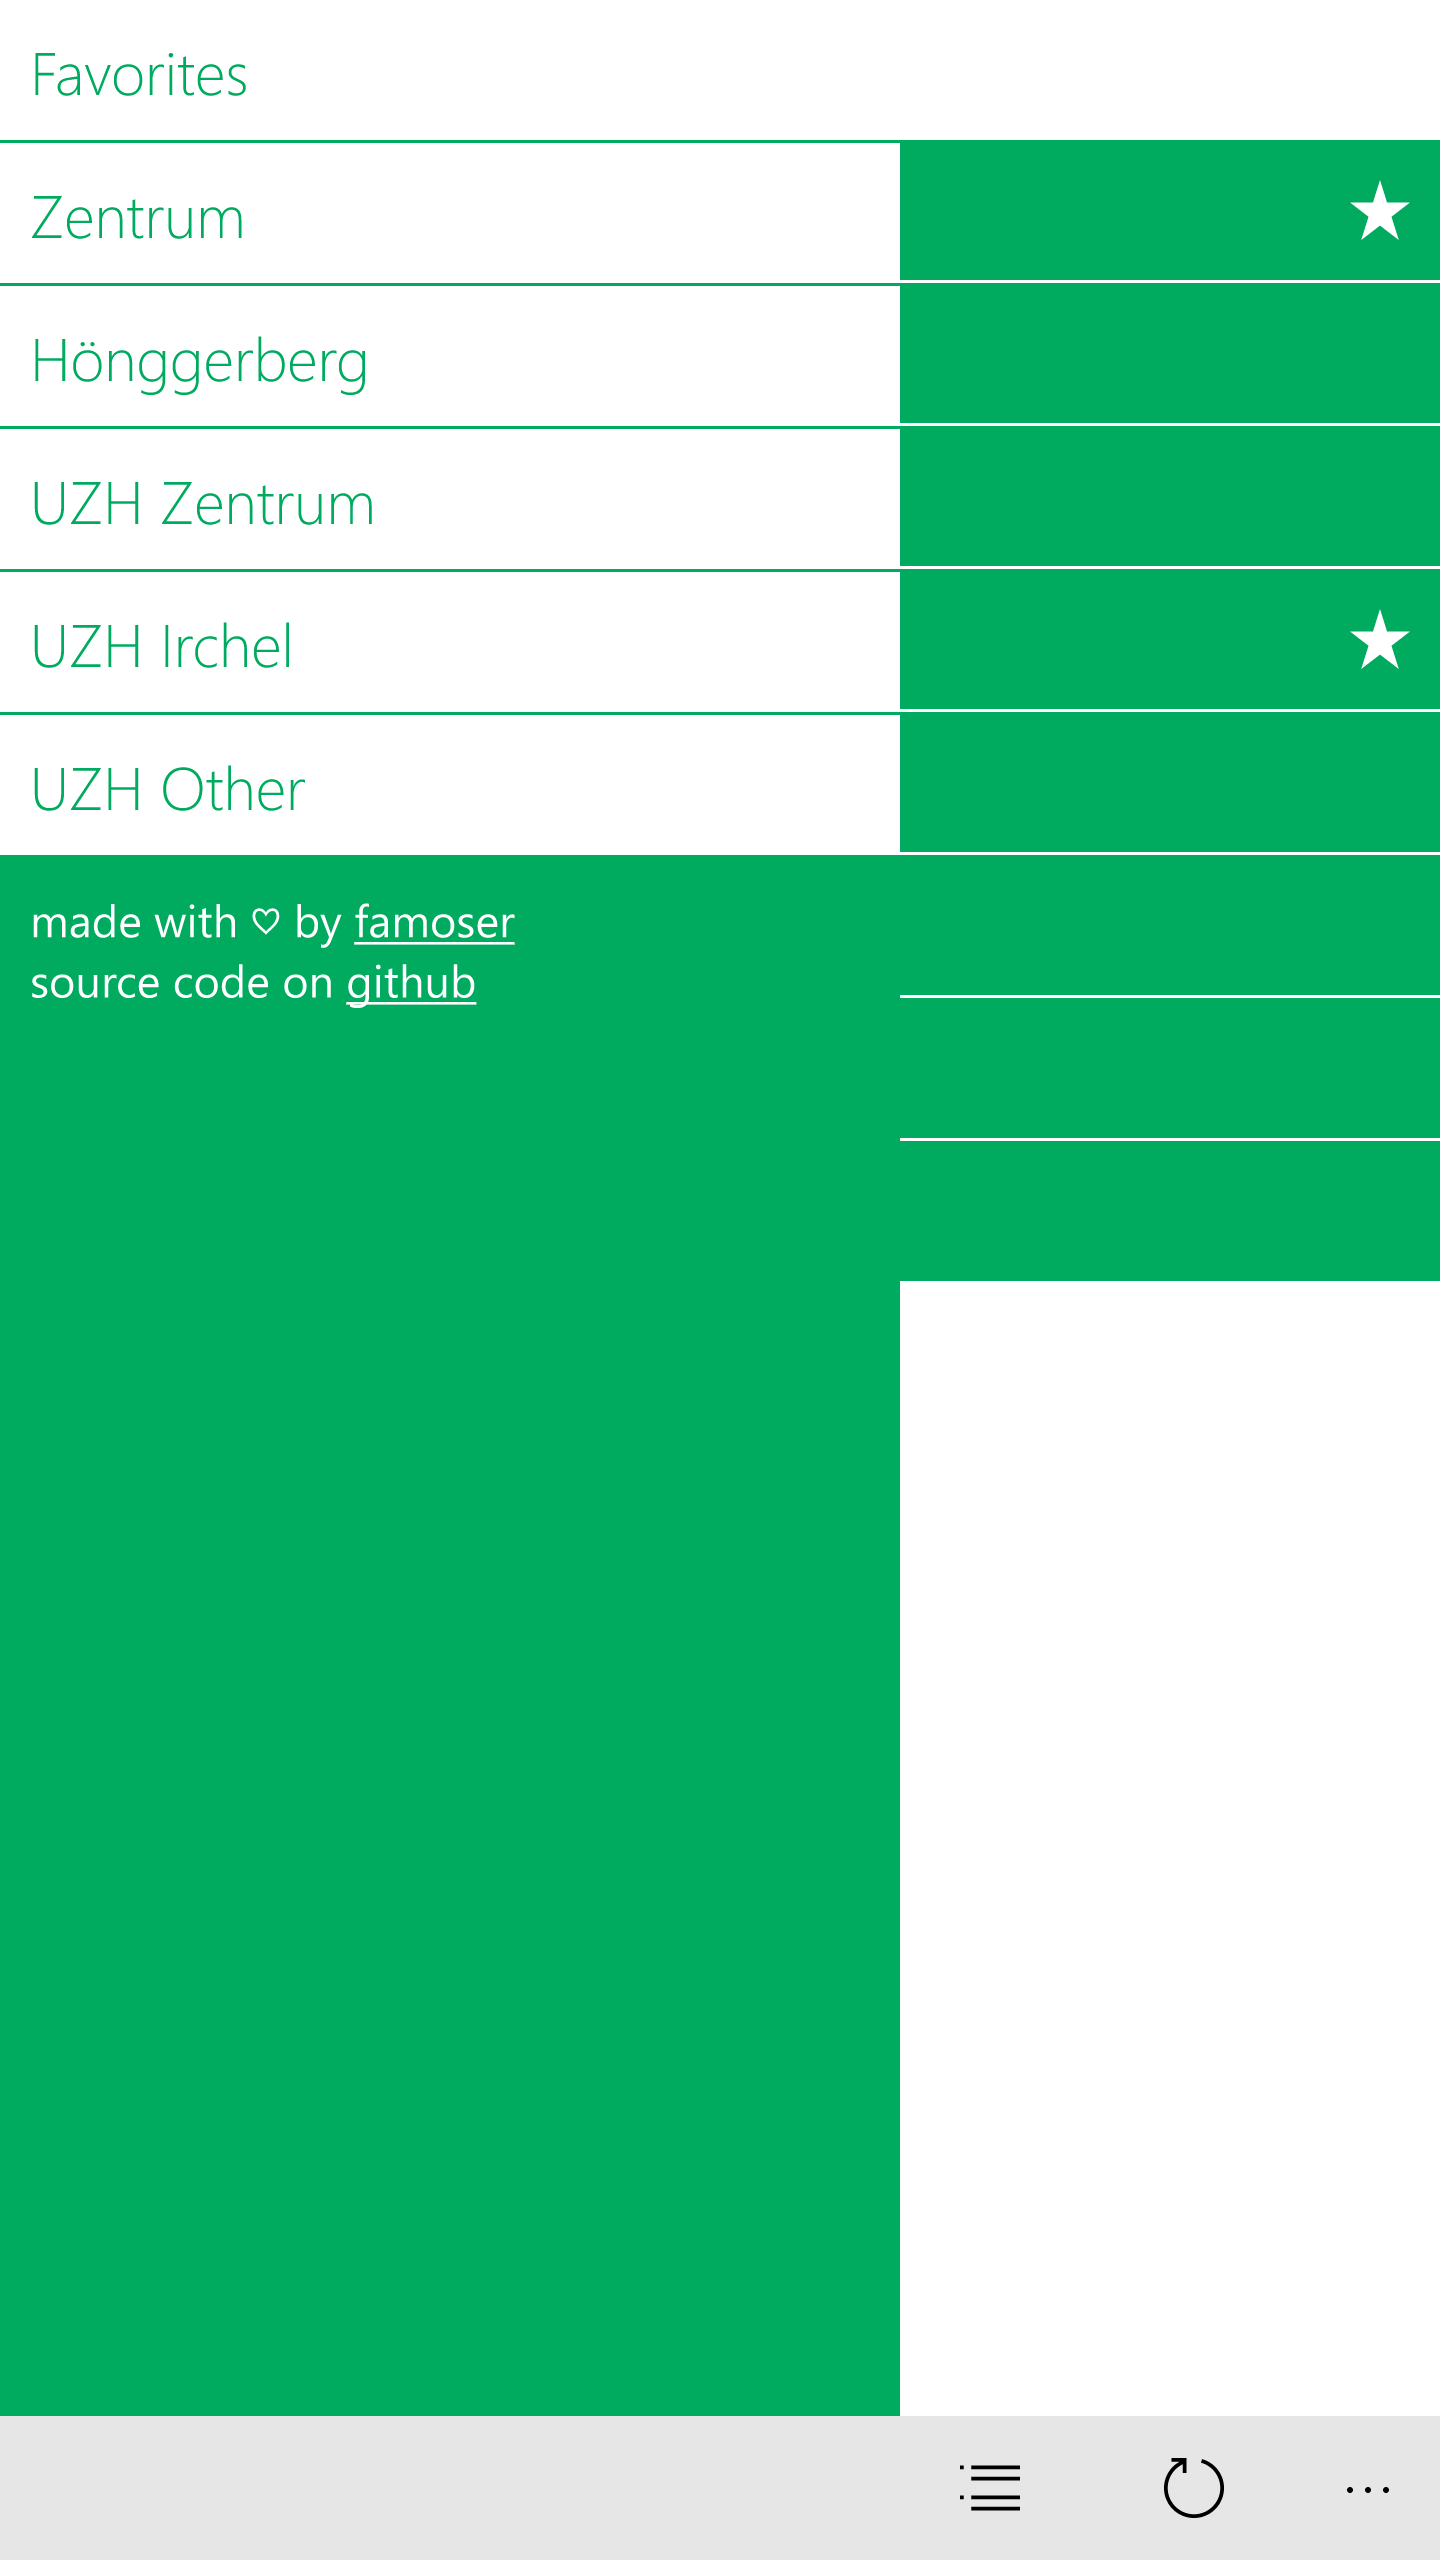 Favorites
Zentrum
Hönggerberg
UZH Zentrum
UZH Irchel
UZH Other
made with ♡ by famoser
source code on github